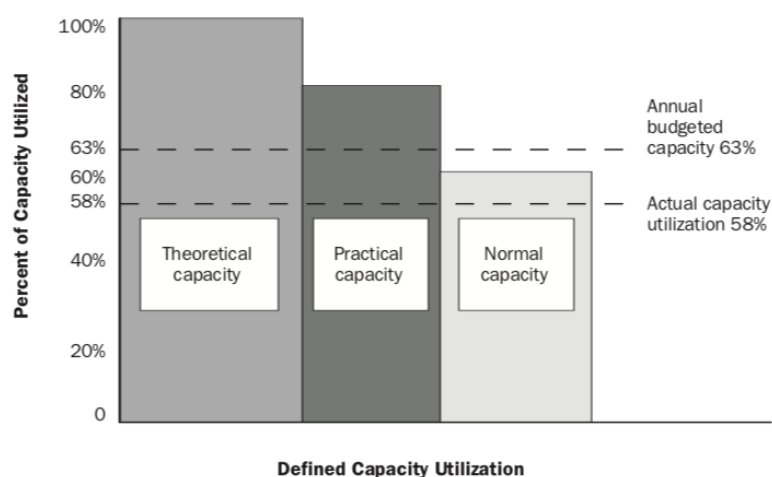 Percent of Capacity Utilized
100%
80%
63%
60%
58%
40%
20%
0
Theoretical
capacity
Practical
capacity
Normal
capacity
Annual
budgeted
capacity 63%
Actual capacity
utilization 58%
Defined Capacity Utilization